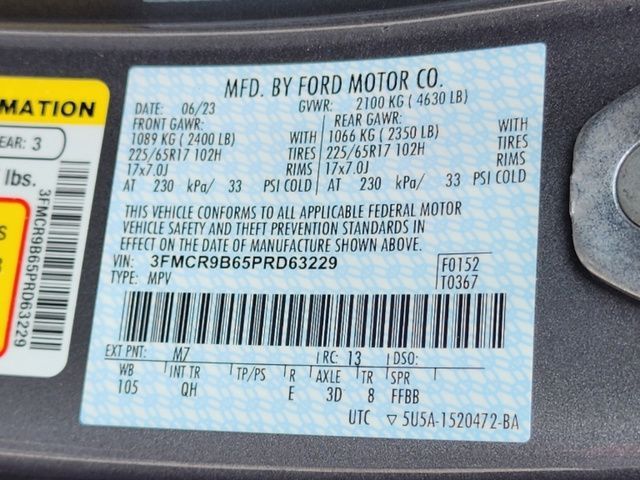 RMATION
EAR: 3
lbs.
S
3FMCR9B65PRD63229
MFD. BY FORD MOTOR CO.
DATE: 06/23 GVWR: 2100 KG ( 4630 LB)
FRONT GAWR: REAR GAWR:
1089 KG ( 2400 LB) WITH 1066 KG ( 2350 LB) WITH
225/65R17 102H TIRES 225/65R17 102H TIRES
17x7.0J RIMS 17x7.0J RIMS
AT 230 kPa/ 33 PSI COLD AT 230 kPa/ 33 PSI COLD
THIS VEHICLE CONFORMS TO ALL APPLICABLE FEDERAL MOTOR
VEHICLE SAFETY AND THEFT PREVENTION STANDARDS IN
EFFECT ON THE DATE OF MANUFACTURE SHOWN ABOVE.
VIN: 3FMCR9B65PRD63229 F0152
TYPE: MPV T0367
EXT PNT: M7 RC: 13 DSO:
WB INT TR TP/PS R AXLE TR SPR
105 QH E 3D 8 FFBB
UTC ▽5U5A-1520472-BA